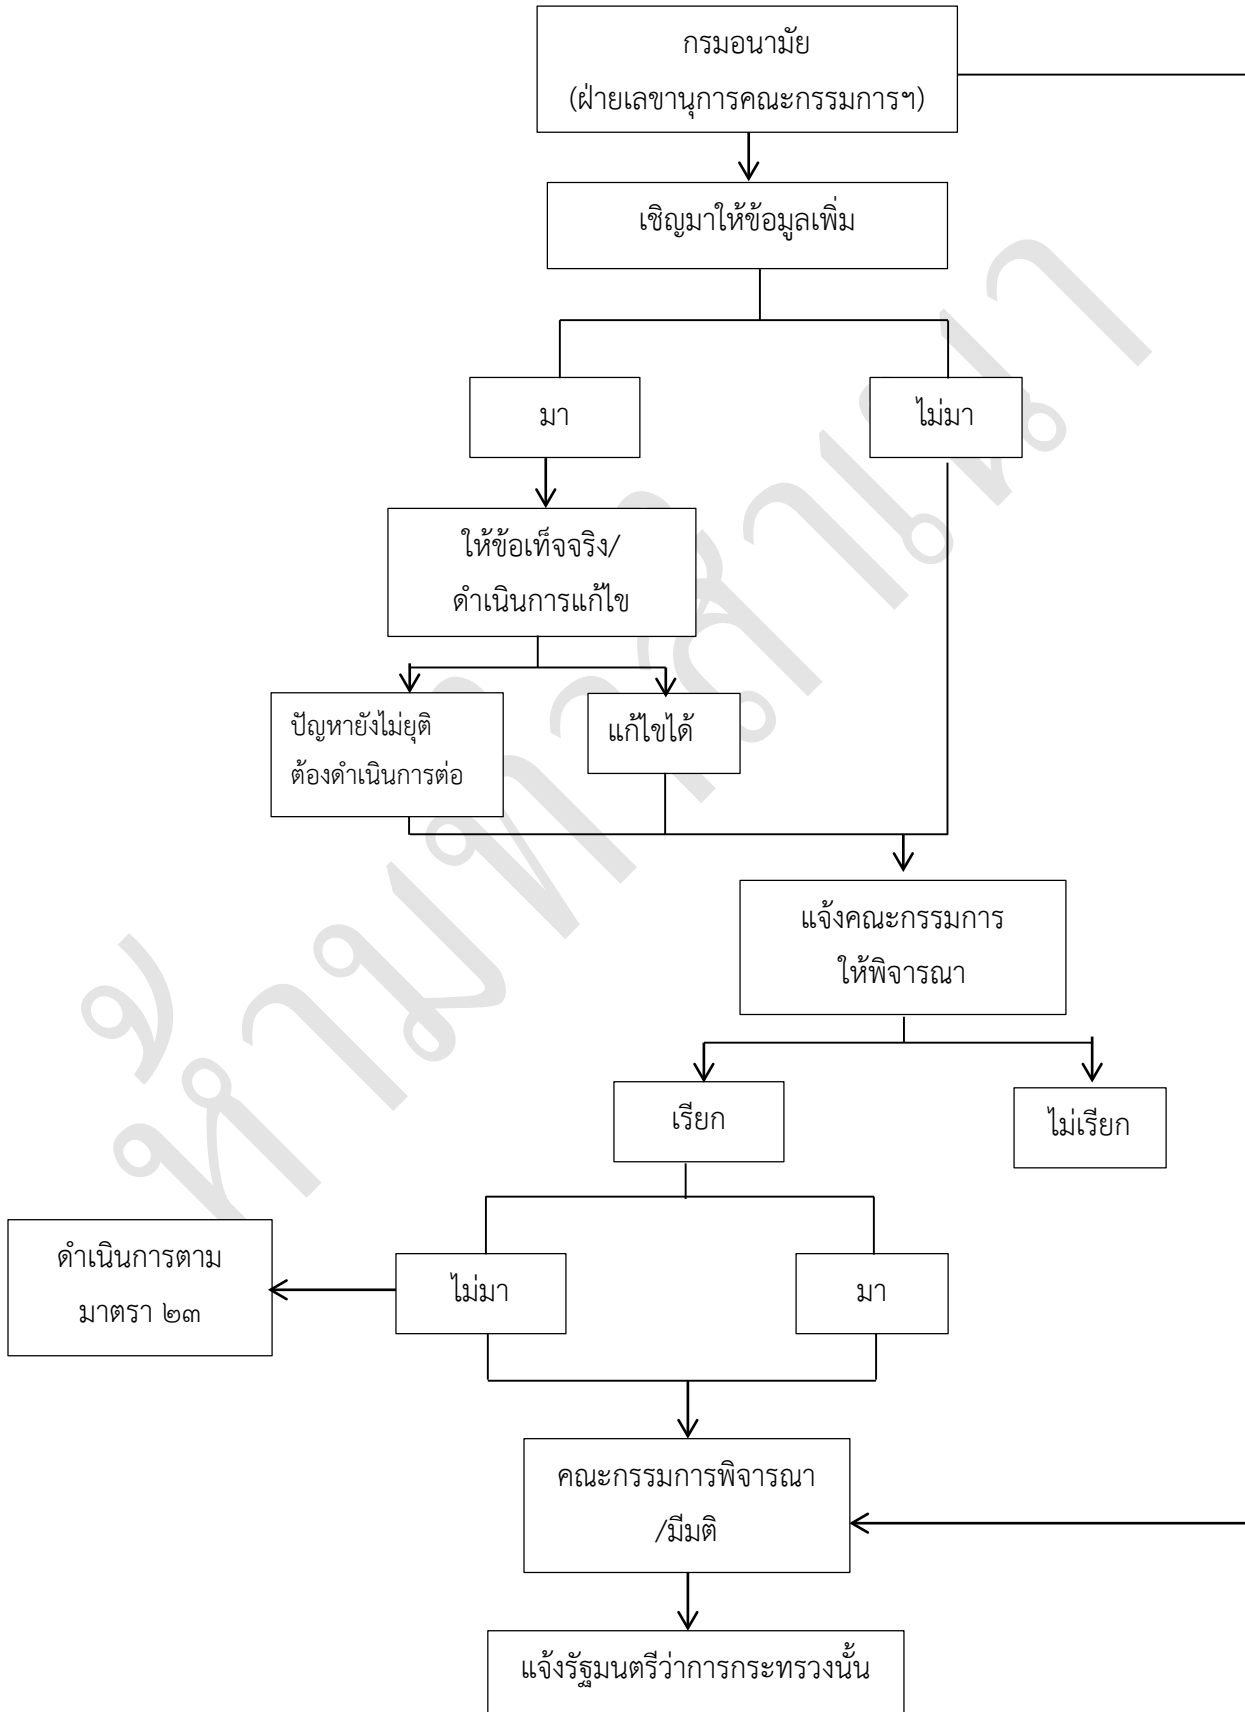 กรมอนามัย
(ฝ่ายเลขานุการคณะกรรมการฯ)
เชิญมาให้ข้อมูลเพิ่ม
มา
ไม่มา
ให้ข้อเท็จจริง/
ดำเนินการแก้ไข
ปัญหายังไม่ยุติ
ต้องดำเนินการต่อ
แก้ไขได้
แจ้งคณะกรรมการ
ให้พิจารณา
เรียก
ไม่เรียก
ดำเนินการตาม
มาตรา ๒๓
ไม่มา
มา
คณะกรรมการพิจารณา
/มีมติ
แจ้งรัฐมนตรีว่าการกระทรวงนั้น
ห้ามทำสำเนา